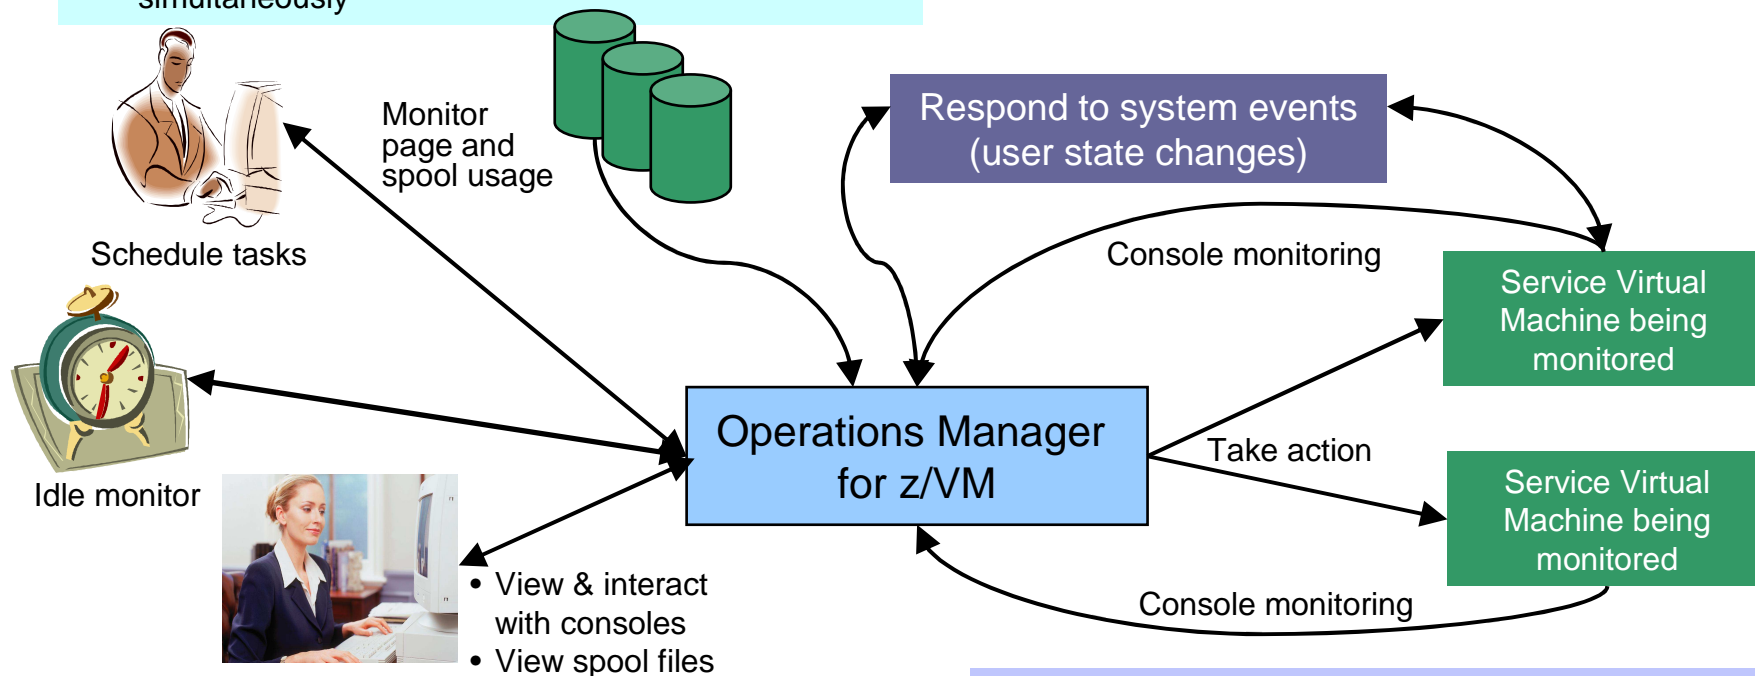 simultaneously
Monitor
page and
spool usage
Respond to system events
(user state changes)
Schedule tasks
Console monitoring
Service Virtual
Machine being
monitored
Operations Manager
for z/VM
Take action
Idle monitor
Service Virtual
Machine being
monitored
• View & interact
with consoles
• View spool files
Console monitoring